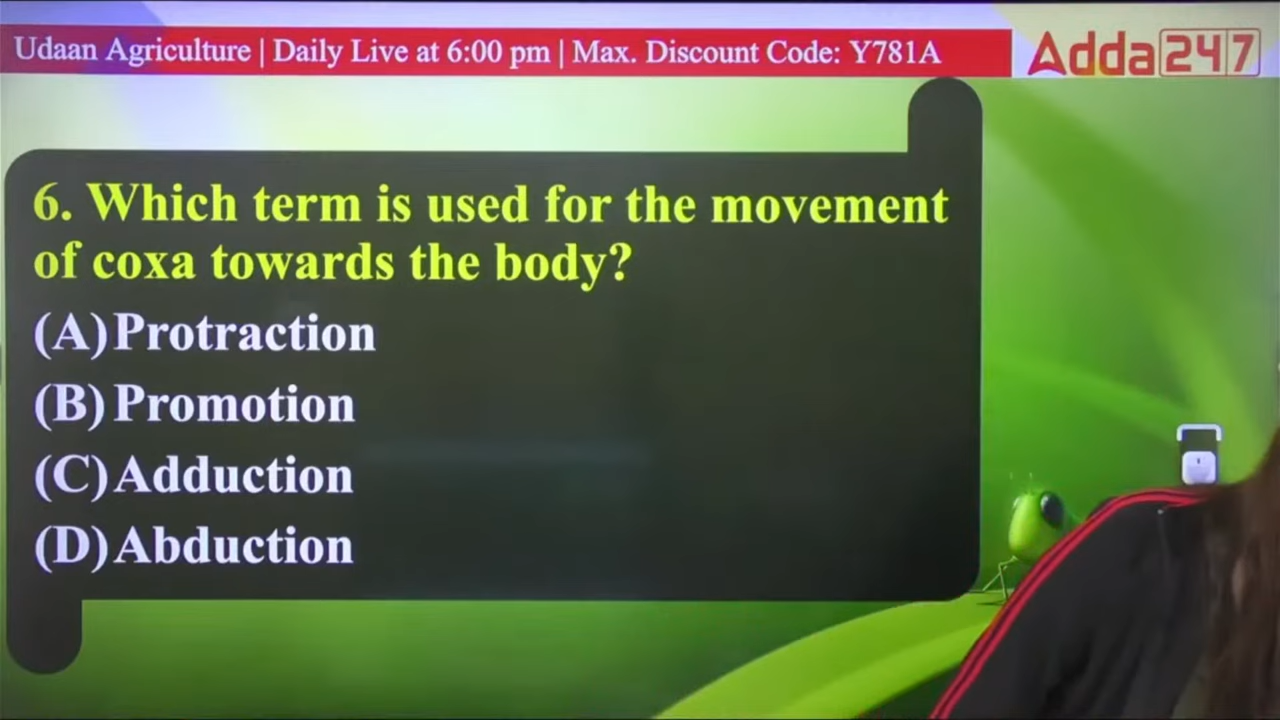 Udaan Agriculture | Daily Live at 6:00 pm | Max. Discount Code: Y781A
Adda247
6. Which term is used for the movement
of coxa towards the body?
(A) Protraction
(B) Promotion
(C) Adduction
(D) Abduction